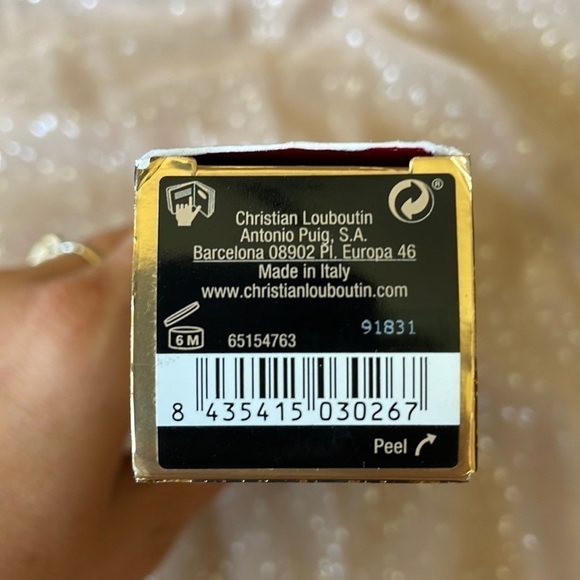 ®
Christian Louboutin
Antonio Puig, S.A.
Barcelona 08902 Pl. Europa 46
Made in Italy
www.christianlouboutin.com
91831
6 M 65154763
8 435415 030267
Peel